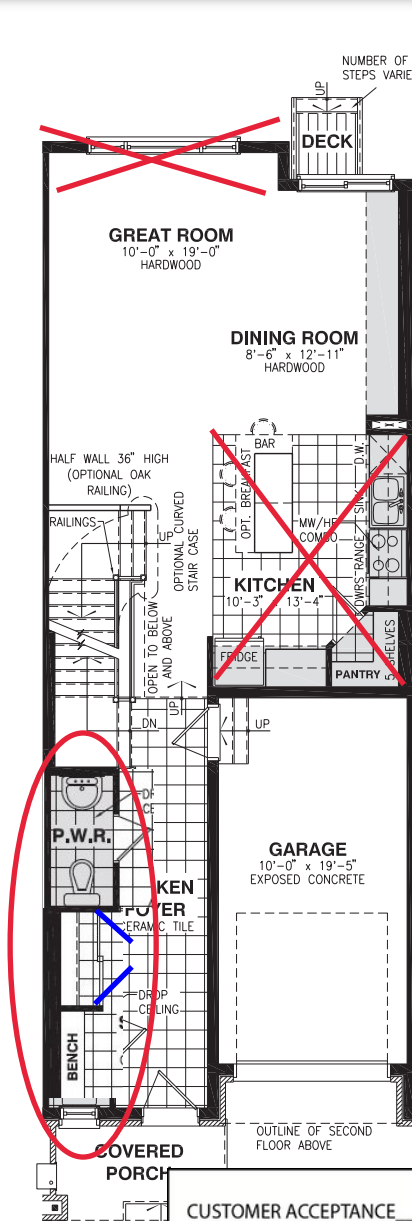 NUMBER OF
STEPS VARIE
UP
DECK
GREAT ROOM
10'-0" x 19'-0"
HARDWOOD
DINING ROOM
8'-6" x 12'-11"
HARDWOOD
BAR
OPT. BREAKFAST
D.W.
SINK
HALF WALL 36" HIGH
(OPTIONAL OAK
RAILING)
RAILINGS
UP
OPTIONAL CURVED
STAIR CASE
MW/HF
COMBO
RANGE
DWRS
KITCHEN
10'-3" x 13'-4"
OPEN TO BELOW
AND ABOVE
FRIDGE
PANTRY
5 SHELVES
UP
DN
UP
P.W.R.
GARAGE
10'-0" x 19'-5"
EXPOSED CONCRETE
KEN
FOYER
CERAMIC TILE
DROP
CEILING
BENCH
OUTLINE OF SECOND
FLOOR ABOVE
COVERED
PORCH
CUSTOMER ACCEPTANCE